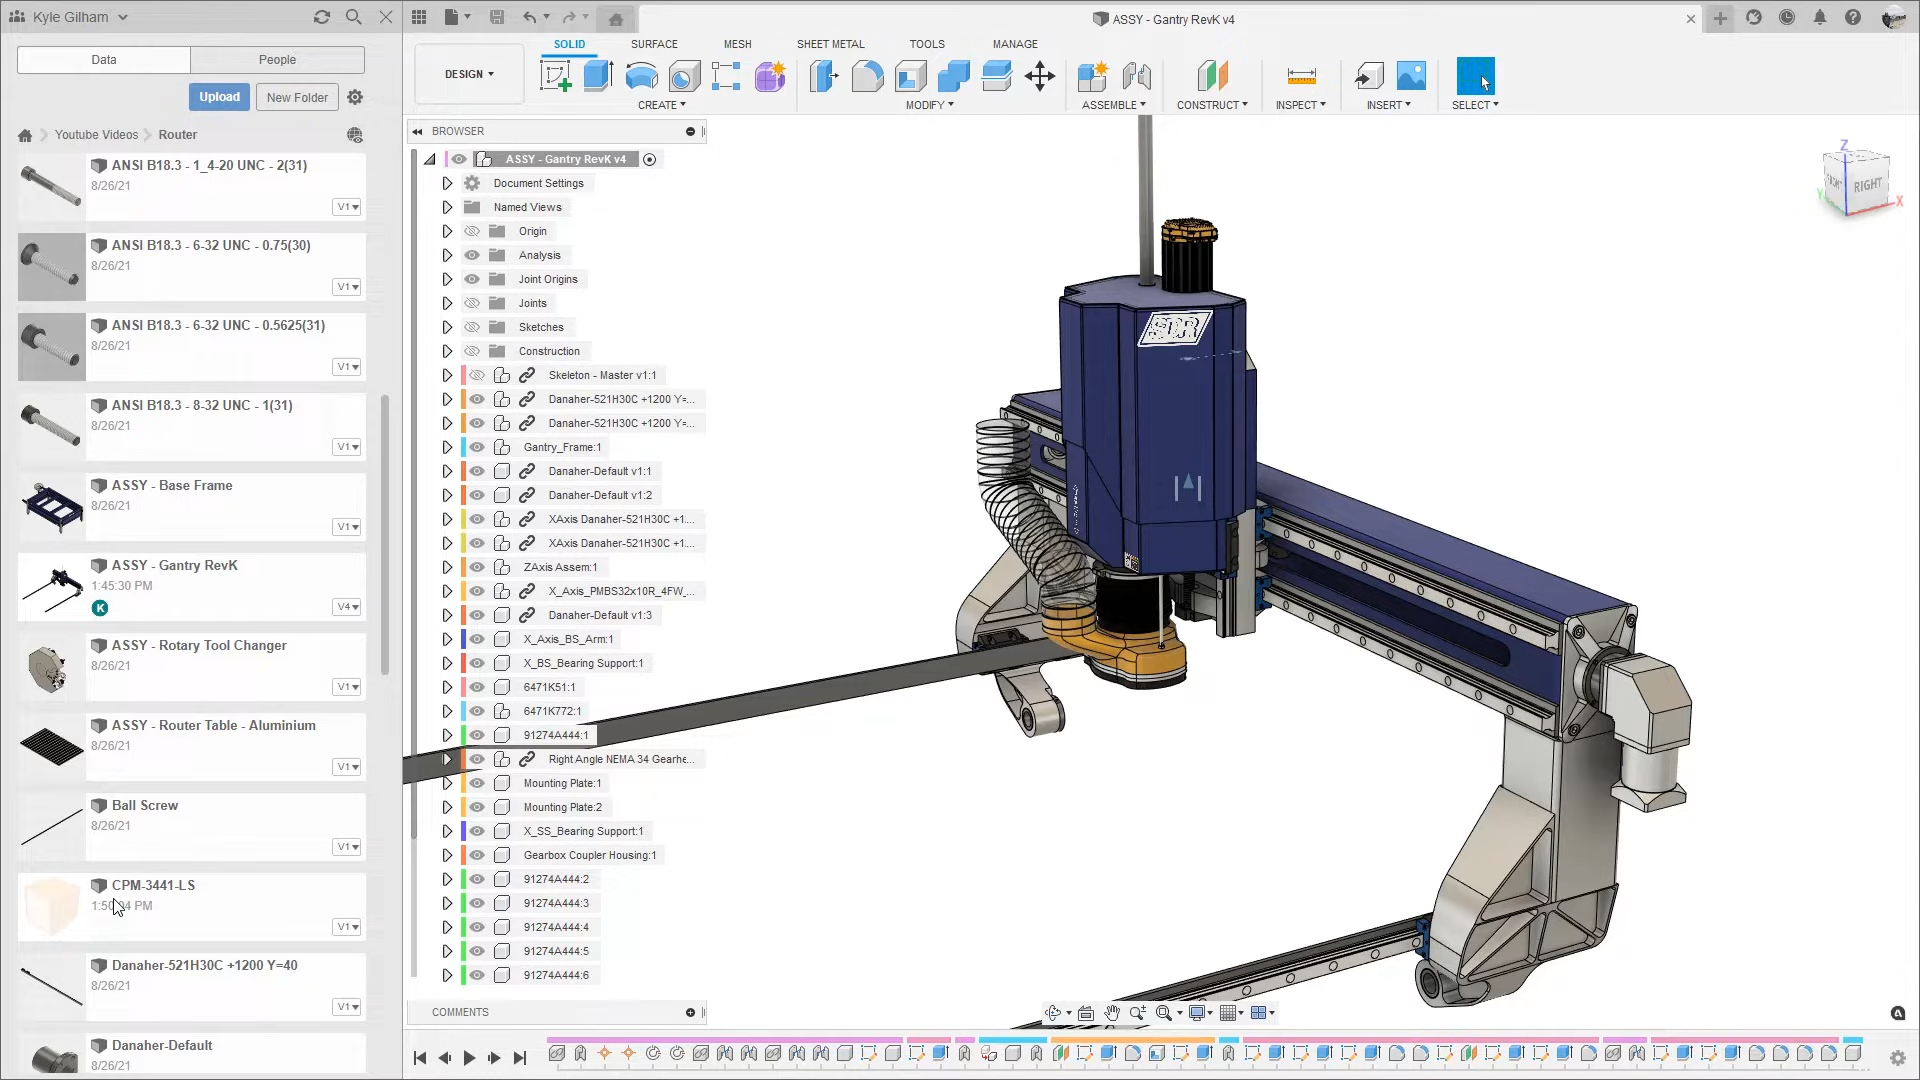 Kyle Gilham
ASSY - Gantry RevK v4
Data
People
Upload
New Folder
Youtube Videos
Router
ANSI B18.3 - 1_4-20 UNC - 2(31)
8/26/21
V1
ANSI B18.3 - 6-32 UNC - 0.75(30)
8/26/21
V1
ANSI B18.3 - 6-32 UNC - 0.5625(31)
8/26/21
V1
ANSI B18.3 - 8-32 UNC - 1(31)
8/26/21
V1
ASSY - Base Frame
8/26/21
V1
ASSY - Gantry RevK
1:45:30 PM
K
V4
ASSY - Rotary Tool Changer
8/26/21
V1
ASSY - Router Table - Aluminium
8/26/21
V1
Ball Screw
8/26/21
V1
CPM-3441-LS
V1
Danaher-521H30C +1200 Y=40
8/26/21
V1
Danaher-Default
8/26/21
DESIGN
SOLID
SURFACE
MESH
SHEET METAL
TOOLS
MANAGE
CREATE
MODIFY
ASSEMBLE
CONSTRUCT
INSPECT
INSERT
SELECT
BROWSER
ASSY - Gantry RevK v4
Document Settings
Named Views
Origin
Analysis
Joint Origins
Joints
Sketches
Construction
Skeleton - Master v1:1
Danaher-521H30C +1200 Y=...
Danaher-521H30C +1200 Y=...
Gantry_Frame:1
Danaher-Default v1:1
Danaher-Default v1:2
XAxis Danaher-521H30C +1...
XAxis Danaher-521H30C +1...
ZAxis Assem:1
X_Axis_PMBS32x10R_4FW_...
Danaher-Default v1:3
X_Axis_BS_Arm:1
X_BS_Bearing Support:1
6471K51:1
6471K772:1
91274A444:1
Right Angle NEMA 34 Gearhe...
Mounting Plate:1
Mounting Plate:2
X_SS_Bearing Support:1
Gearbox Coupler Housing:1
91274A444:2
91274A444:3
91274A444:4
91274A444:5
91274A444:6
COMMENTS
SDR
Z
FRONT
RIGHT
Y
X